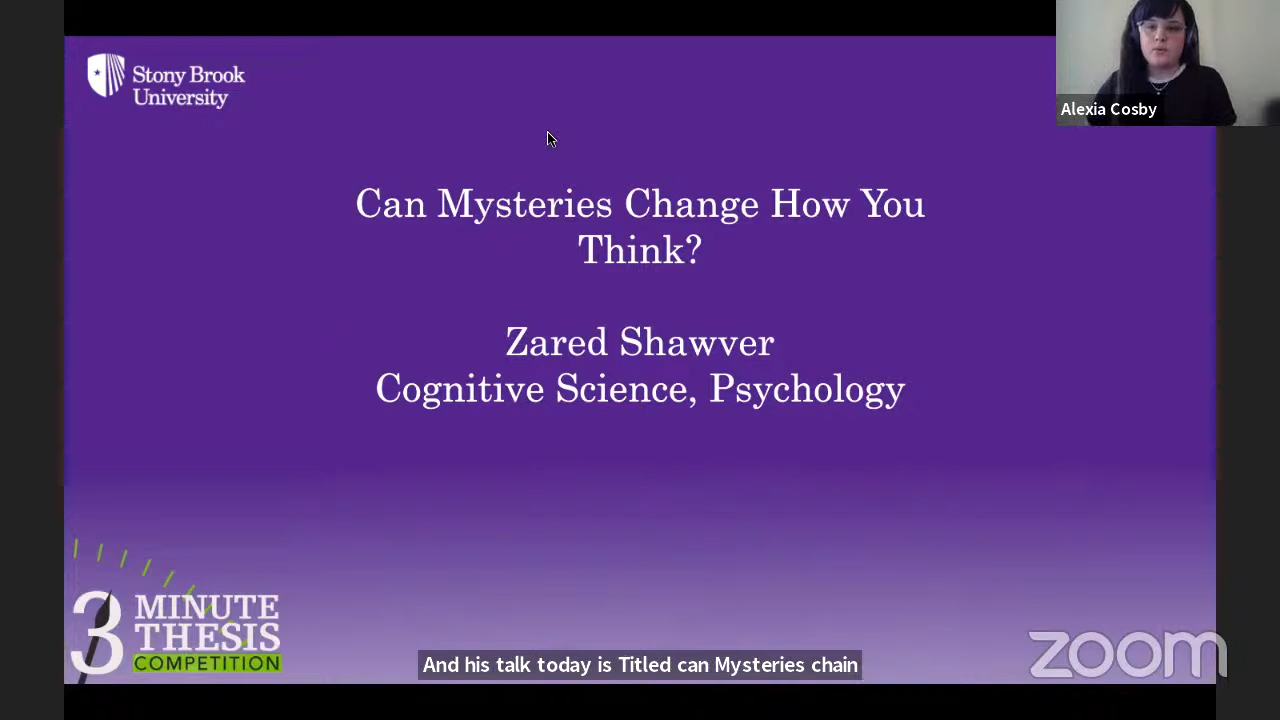 Stony Brook
University
Alexia Cosby
Can Mysteries Change How You
Think?
Zared Shawver
Cognitive Science, Psychology
3 MINUTE
THESIS
COMPETITION
And his talk today is Titled can Mysteries chain
zoom